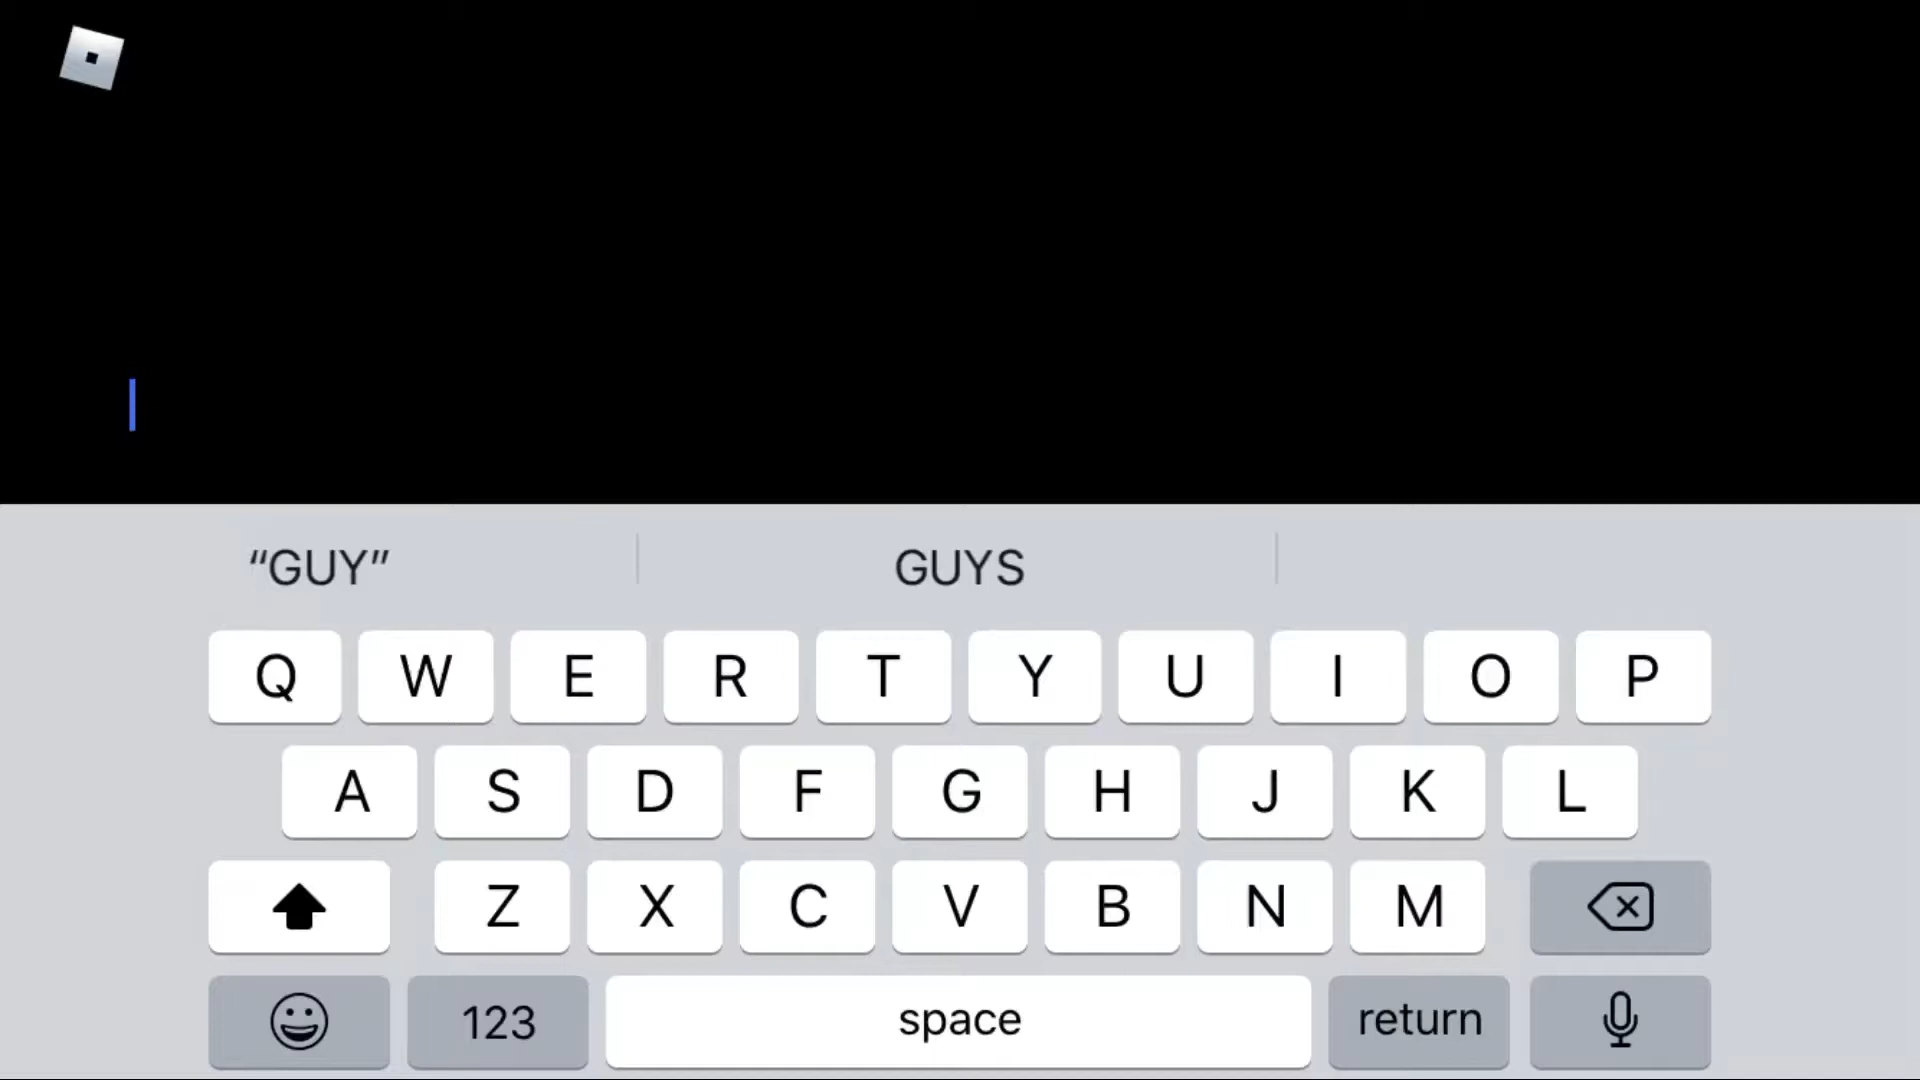 “GUY” GUYS
Q W E R T Y U I O P
A S D F G H J K L
Z X C V B N M
123 space return